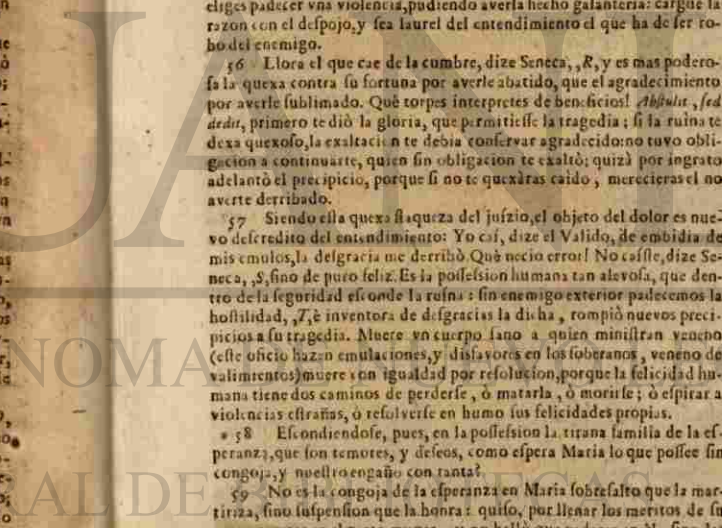 eliges padecer vna violencia, pudiendo averla hecho galanteria: cargue la
razon con el despojo, y sea laurel del entendimiento el que ha de ser ro-
bo del enemigo.
56 Llora el que cae de la cumbre, dize Seneca, ,R, y es mas podero-
sa la quexa contra su fortuna por averle abatido, que el agradecimiento
por averle sublimado. Què torpes interpretes de beneficios! Abstulit, sed
dedit, primero te diò la gloria, que permitiesse la tragedia; si la ruina te
dexa quexoso, la exaltacion te debia conservar agradecido: no tuvo obli-
gacion a continuarte, quien sin obligacion te exaltò; quizà por ingrato
adelantò el precipicio, porque si no te quexàras caìdo, merecieras el no
averte derribado.
57 Siendo essa quexa flaqueza del juízio, el objeto del dolor es nue-
vo descredito del entendimiento: Yo caí, dize el Valido, de embidia de
mis emulos, la desgracia me derribò. Què necio error! No caíste, dize Se-
neca, ,S, sino de puro feliz. Es la possession humana tan alevosa, que den-
tro de la seguridad esconde la ruína: sin enemigo exterior padecemos la
hostilidad, ,T, è inventora de desgracias la dicha, rompiò nuevos preci-
picios a su tragedia. Muere vn cuerpo sano a quien ministran veneno
(este oficio hazen emulaciones, y disfavores en los soberanos, veneno de
valimientos) muere con igualdad por resolucion, porque la felicidad hu-
mana tiene dos caminos de perderse, ò matarla, ò morirse; ò espirar a
violencias estrañas, ò resolverse en humo sus felicidades propias.
58 Escondiendose, pues, en la possession la tirana familia de la es-
peranza, que son temores, y deseos, como espera Maria lo que possee sin
congoja, y nuestro engaño con tanta?
59 No es la congoja de la esperanza en Maria sobresalto que la mar-
tiriza, sino suspension que la honra: quiso, por llenar los meritos de su